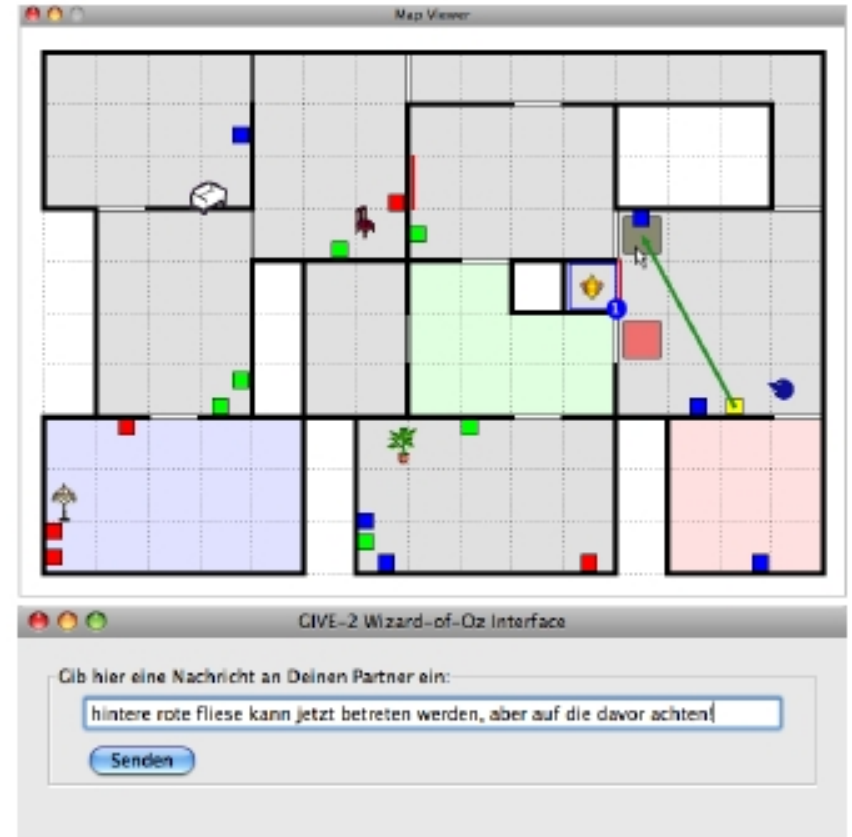 Map Viewer
1
GIVE-2 Wizard-of-Oz Interface
Gib hier eine Nachricht an Deinen Partner ein:
hintere rote fliese kann jetzt betreten werden, aber auf die davor achten!
Senden